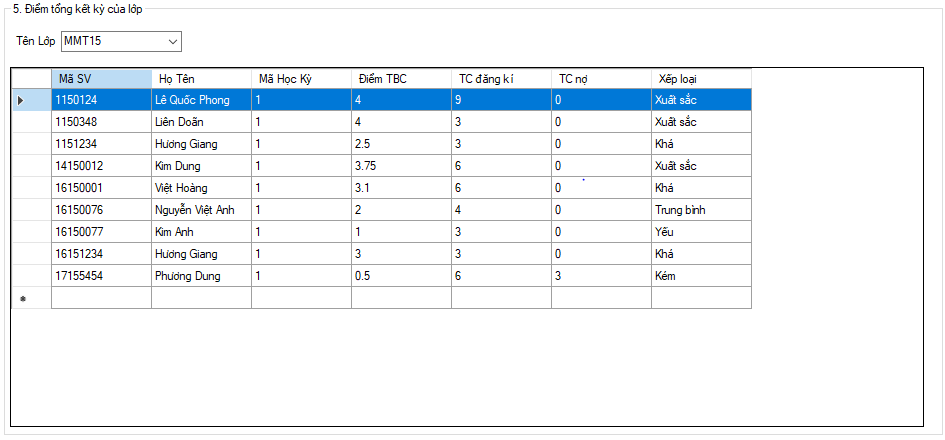 5. Điểm tổng kết kỳ của lớp
Tên Lớp MMT15
Mã SV Họ Tên Mã Học Kỳ Điểm TBC TC đăng kí TC nợ Xếp loại
1150124 Lê Quốc Phong 1 4 9 0 Xuất sắc
1150348 Liên Doãn 1 4 3 0 Xuất sắc
1151234 Hương Giang 1 2.5 3 0 Khá
14150012 Kim Dung 1 3.75 6 0 Xuất sắc
16150001 Việt Hoàng 1 3.1 6 0 Khá
16150076 Nguyễn Việt Anh 1 2 4 0 Trung bình
16150077 Kim Anh 1 1 3 0 Yếu
16151234 Hương Giang 1 3 3 0 Khá
17155454 Phương Dung 1 0.5 6 3 Kém